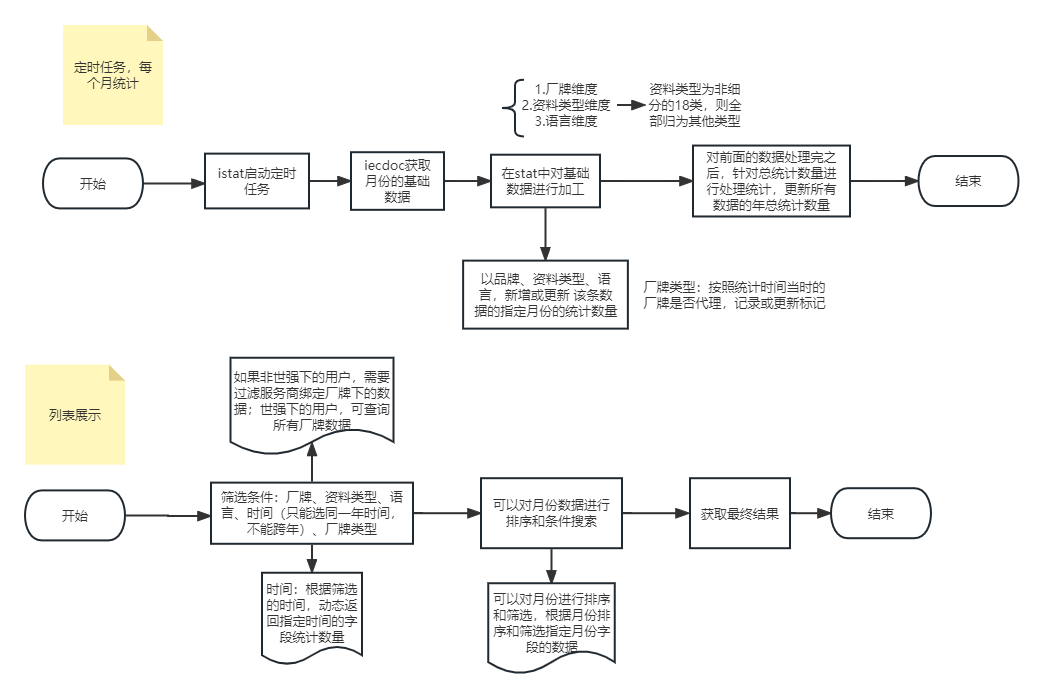 定时任务，每
个月统计
1.厂牌维度
2.资料类型维度
3.语言维度
资料类型为非细
分的18类，则全
部归为其他类型
开始
istat启动定时
任务
iecdoc获取
月份的基础
数据
在stat中对基础
数据进行加工
对前面的数据处理完之
后，针对总统计数量进
行处理统计，更新所有
数据的年总统计数量
结束
以品牌、资料类型、语
言，新增或更新 该条数
据的指定月份的统计数量
厂牌类型：按照统计时间当时的
厂牌是否代理，记录或更新标记
列表展示
如果非世强下的用户，需要
过滤服务商绑定厂牌下的数
据；世强下的用户，可查询
所有厂牌数据
开始
筛选条件：厂牌、资料类型、语
言、时间（只能选同一年时间，
不能跨年）、厂牌类型
可以对月份数据进行
排序和条件搜索
获取最终结果
结束
时间：根据筛选
的时间，动态返
回指定时间的字
段统计数量
可以对月份进行排序
和筛选，根据月份排
序和筛选指定月份字
段的数据